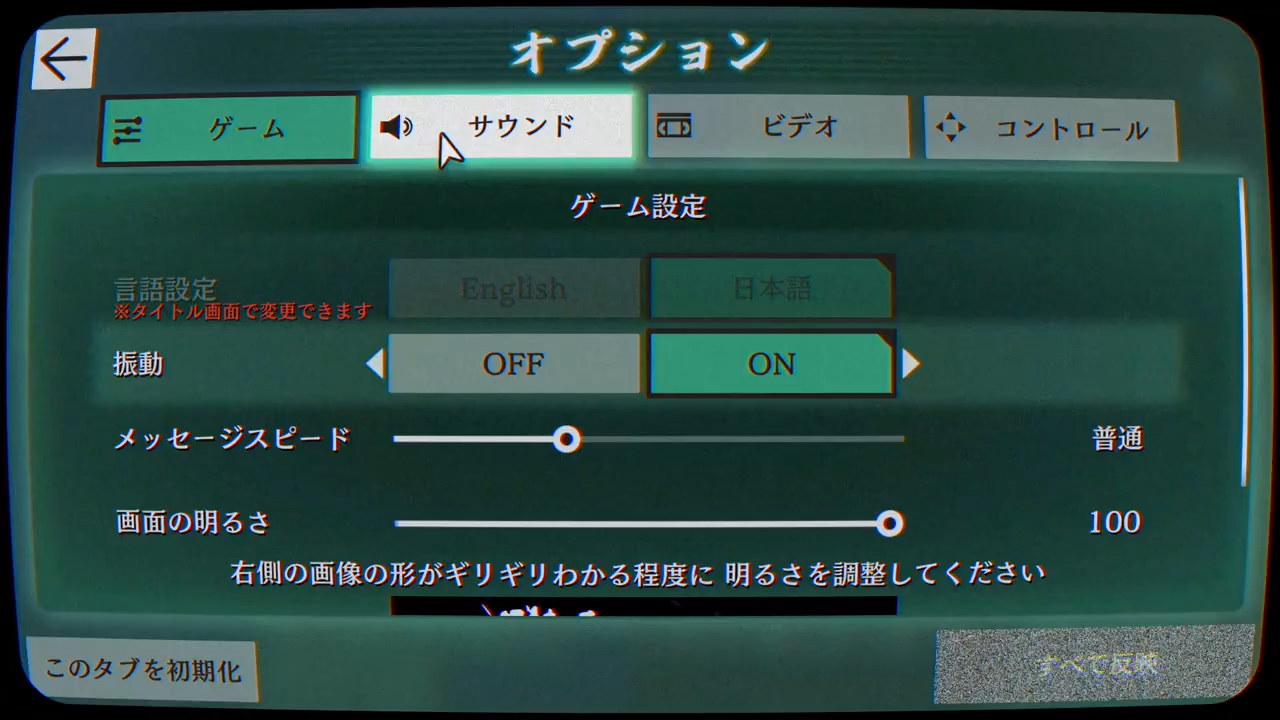 オプション
ゲーム
サウンド
ビデオ
コントロール
ゲーム設定
言語設定
English
日本語
※タイトル画面で変更できます
振動
OFF
ON
メッセージスピード
普通
画面の明るさ
100
右側の画像の形がギリギリわかる程度に 明るさを調整してください
このタブを初期化
すべて反映